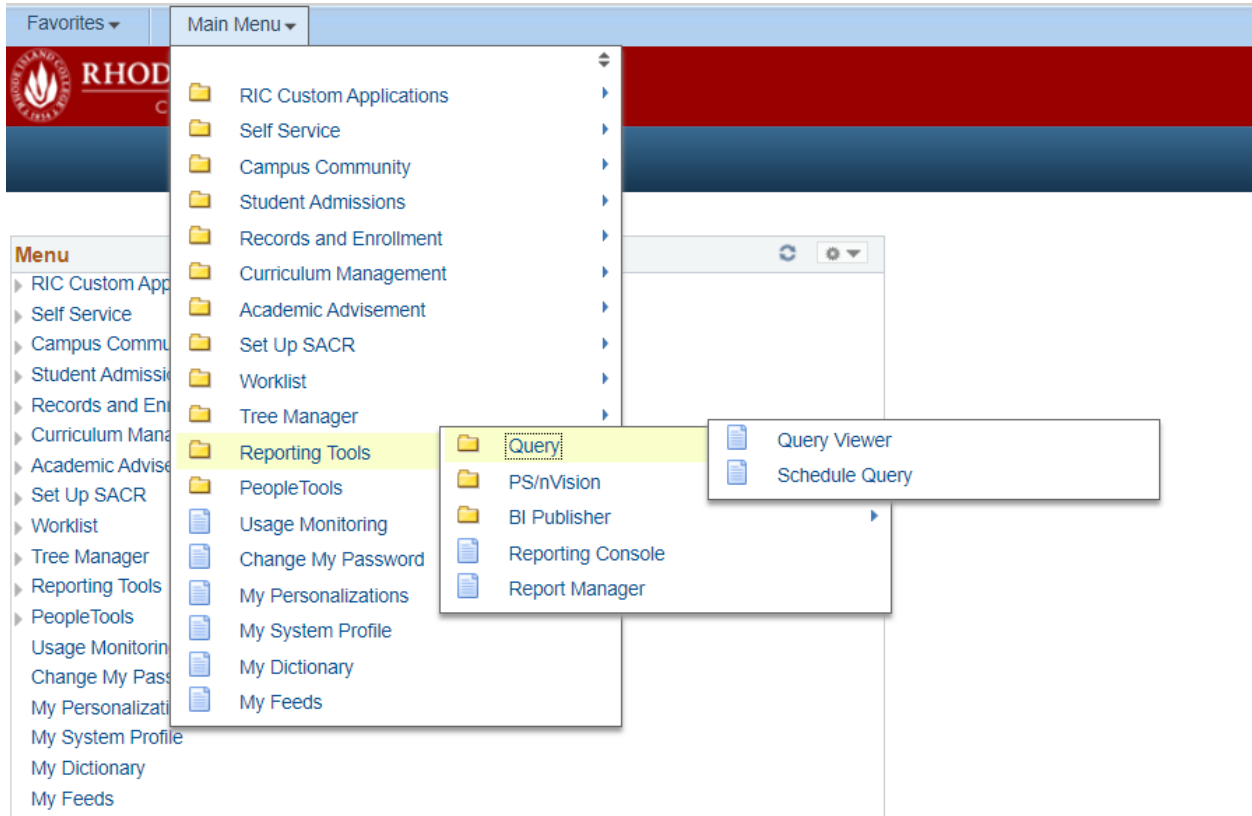 Favorites
Main Menu
RHOD
C
RIC Custom Applications
Self Service
Campus Community
Student Admissions
Records and Enrollment
Curriculum Management
Academic Advisement
Set Up SACR
Worklist
Tree Manager
Reporting Tools
PeopleTools
Usage Monitoring
Change My Password
My Personalizations
My System Profile
My Dictionary
My Feeds
Query
PS/nVision
BI Publisher
Reporting Console
Report Manager
Query Viewer
Schedule Query
Menu
RIC Custom App
Self Service
Campus Commu
Student Admissi
Records and En
Curriculum Mana
Academic Advise
Set Up SACR
Worklist
Tree Manager
Reporting Tools
PeopleTools
Usage Monitorin
Change My Pass
My Personalizati
My System Profile
My Dictionary
My Feeds